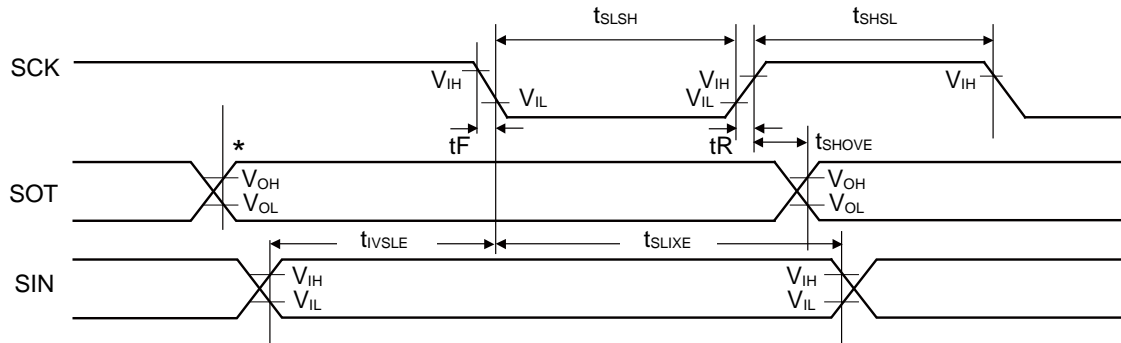 tSLSH
tSHSL
SCK
VIH
VIL
VIH
VIL
VIH
tF
tR
tSHOVE
*
SOT
VOH
VOL
VOH
VOL
tIVSLE
tSLIXE
SIN
VIH
VIL
VIH
VIL